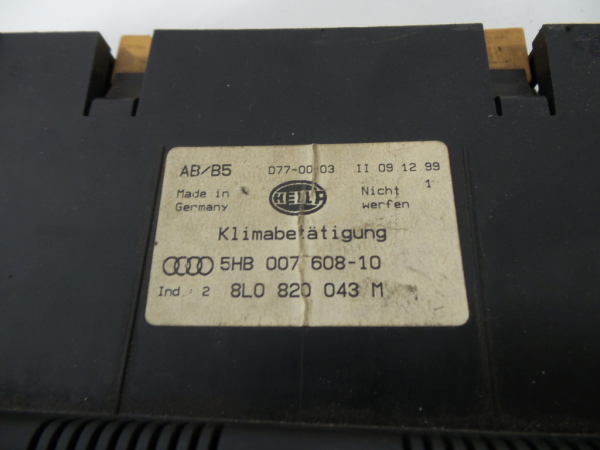 AB/B5 D77-00-03 II 09.12.99
Made in Germany HELLA Nicht werfen 1
Klimabetätigung
5HB 007 608-10
Ind.: 2 8L0 820 043 M